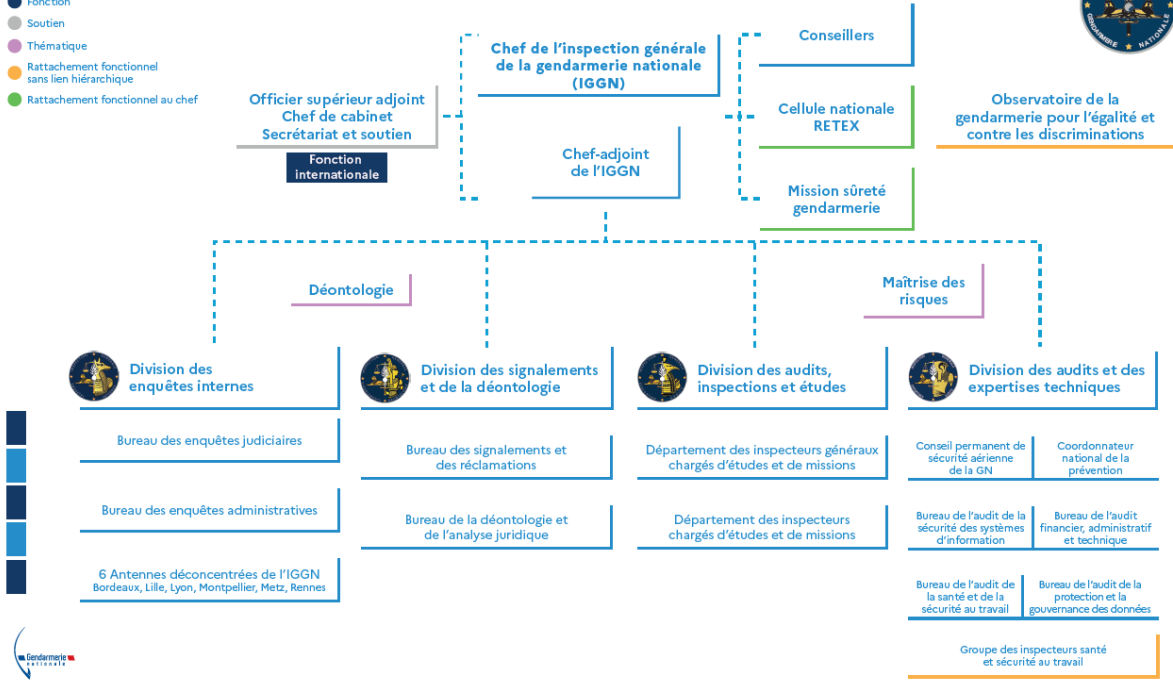 Fonction
Soutien
Thématique
Rattachement fonctionnel
sans lien hiérarchique
Rattachement fonctionnel au chef
Officier supérieur adjoint
Chef de cabinet
Secrétariat et soutien
Fonction
internationale
Chef de l'inspection générale
de la gendarmerie nationale
(IGGN)
Chef-adjoint
de l'IGGN
Conseillers
Cellule nationale
RETEX
Mission sûreté
gendarmerie
Observatoire de la
gendarmerie pour l'égalité et
contre les discriminations
GENDARMERIE NATIONALE
Déontologie
Maîtrise des
risques
Division des
enquêtes internes
Bureau des enquêtes judiciaires
Bureau des enquêtes administratives
6 Antennes déconcentrées de l'IGGN
Bordeaux, Lille, Lyon, Montpellier, Metz, Rennes
Division des signalements
et de la déontologie
Bureau des signalements et
des réclamations
Bureau de la déontologie et
de l'analyse juridique
Division des audits,
inspections et études
Département des inspecteurs généraux
chargés d'études et de missions
Département des inspecteurs
chargés d'études et de missions
Division des audits et des
expertises techniques
Conseil permanent de
sécurité aérienne
de la GN
Coordonnateur
national de la
prévention
Bureau de l'audit de la
sécurité des systèmes
d'information
Bureau de l'audit
financier, administratif
et technique
Bureau de l'audit de
la santé et de la
sécurité au travail
Bureau de l'audit de la
protection et la
gouvernance des données
Groupe des inspecteurs santé
et sécurité au travail
Gendarmerie
nationale